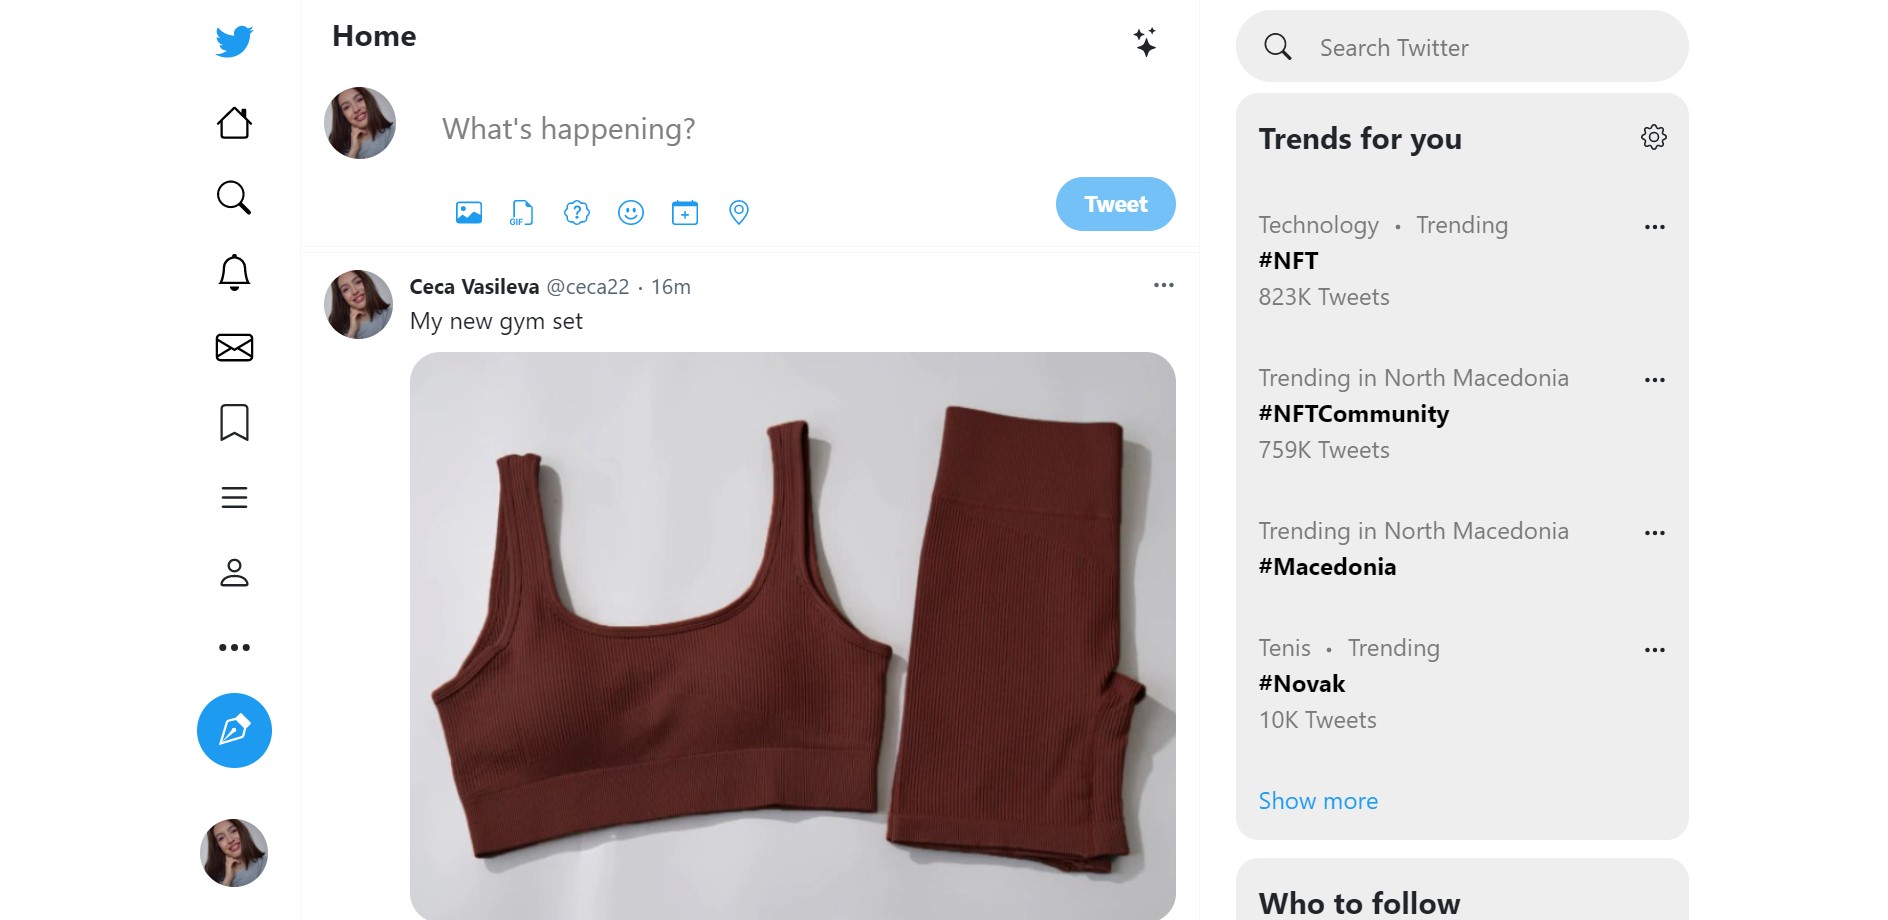 Home
What's happening?
GIF
Tweet
Ceca Vasileva @ceca22 · 16m
My new gym set
Search Twitter
Trends for you
Technology • Trending
#NFT
823K Tweets
Trending in North Macedonia
#NFTCommunity
759K Tweets
Trending in North Macedonia
#Macedonia
Tenis • Trending
#Novak
10K Tweets
Show more
Who to follow